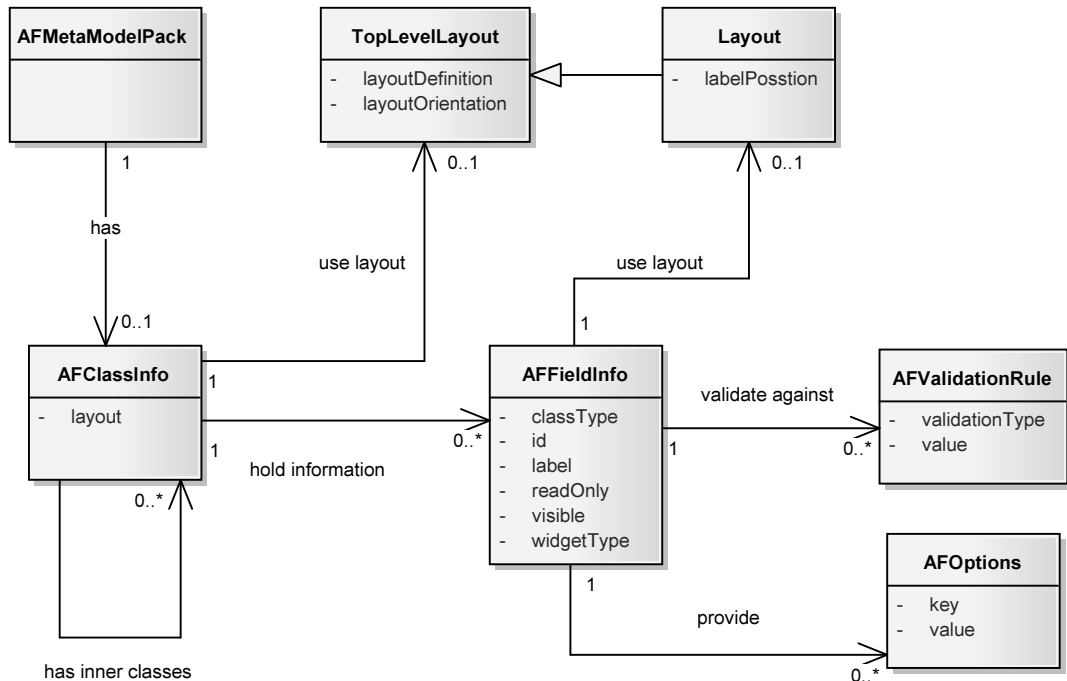 AFMetaModelPack
TopLevelLayout
- layoutDefinition
- layoutOrientation
Layout
- labelPosstion
1
0..1
0..1
has
use layout
use layout
0..1
1
AFClassInfo
- layout
1
1
0..*
hold information
0..*
has inner classes
AFFieldInfo
- classType
- id
- label
- readOnly
- visible
- widgetType
validate against
1
0..*
AFValidationRule
- validationType
- value
1
provide
0..*
AFOptions
- key
- value